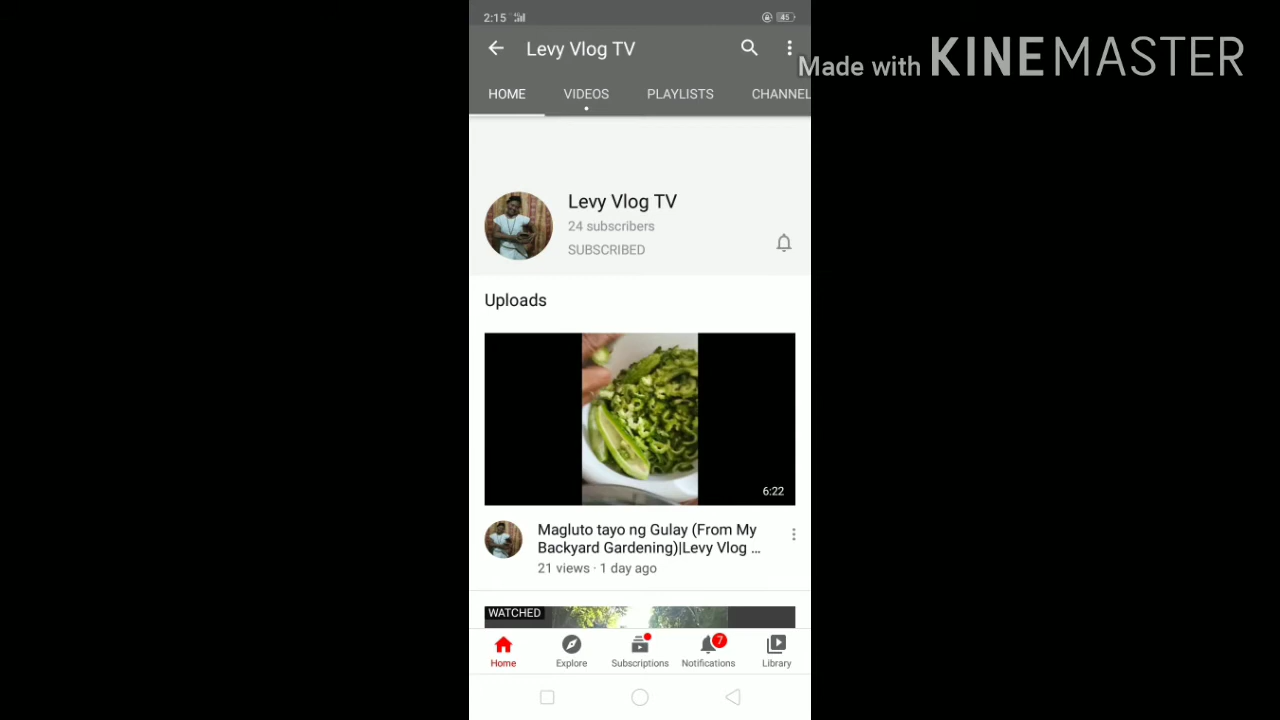 2:15
45
Levy Vlog TV
Made with KINEMASTER
HOME VIDEOS PLAYLISTS CHANNEL
Levy Vlog TV
24 subscribers
SUBSCRIBED
Uploads
6:22
Magluto tayo ng Gulay (From My
Backyard Gardening)|Levy Vlog ...
21 views · 1 day ago
WATCHED
7
Home Explore Subscriptions Notifications Library